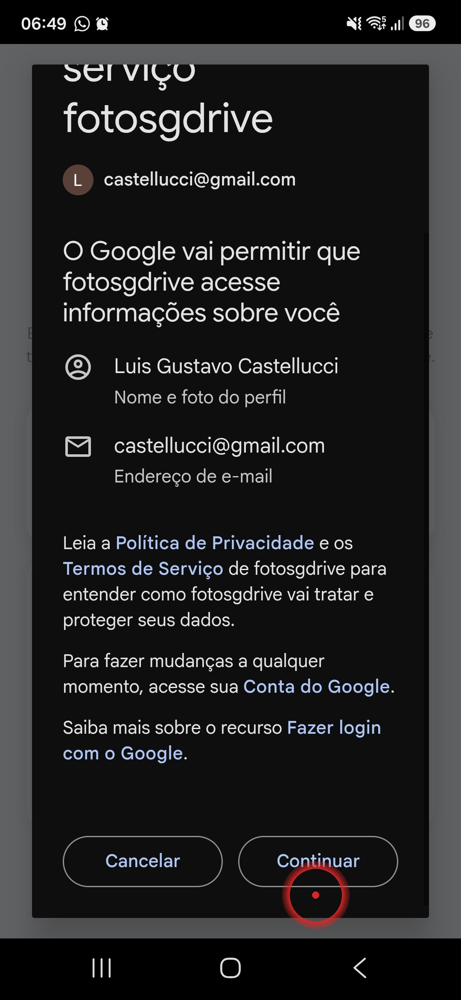 06:49
5
96
serviço
fotosgdrive
L
castellucci@gmail.com
O Google vai permitir que
fotosgdrive acesse
informações sobre você
Luis Gustavo Castellucci
Nome e foto do perfil
castellucci@gmail.com
Endereço de e-mail
Leia a Política de Privacidade e os
Termos de Serviço de fotosgdrive para
entender como fotosgdrive vai tratar e
proteger seus dados.
Para fazer mudanças a qualquer
momento, acesse sua Conta do Google.
Saiba mais sobre o recurso Fazer login
com o Google.
Cancelar
Continuar